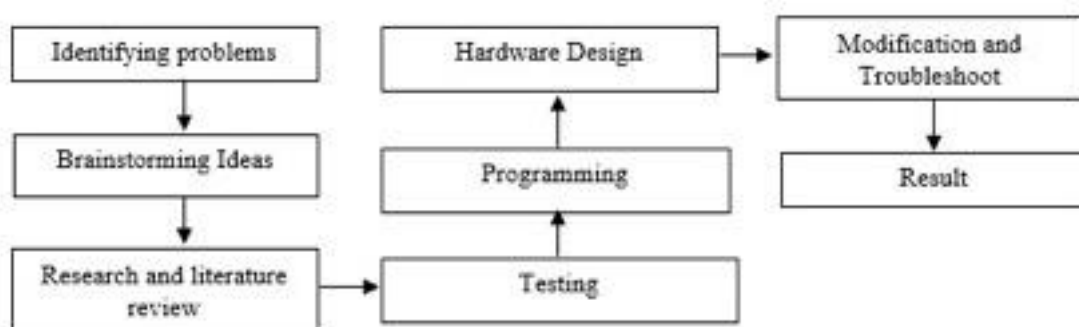 Identifying problems
Brainstorming Ideas
Research and literature
review
Testing
Programming
Hardware Design
Modification and
Troubleshoot
Result